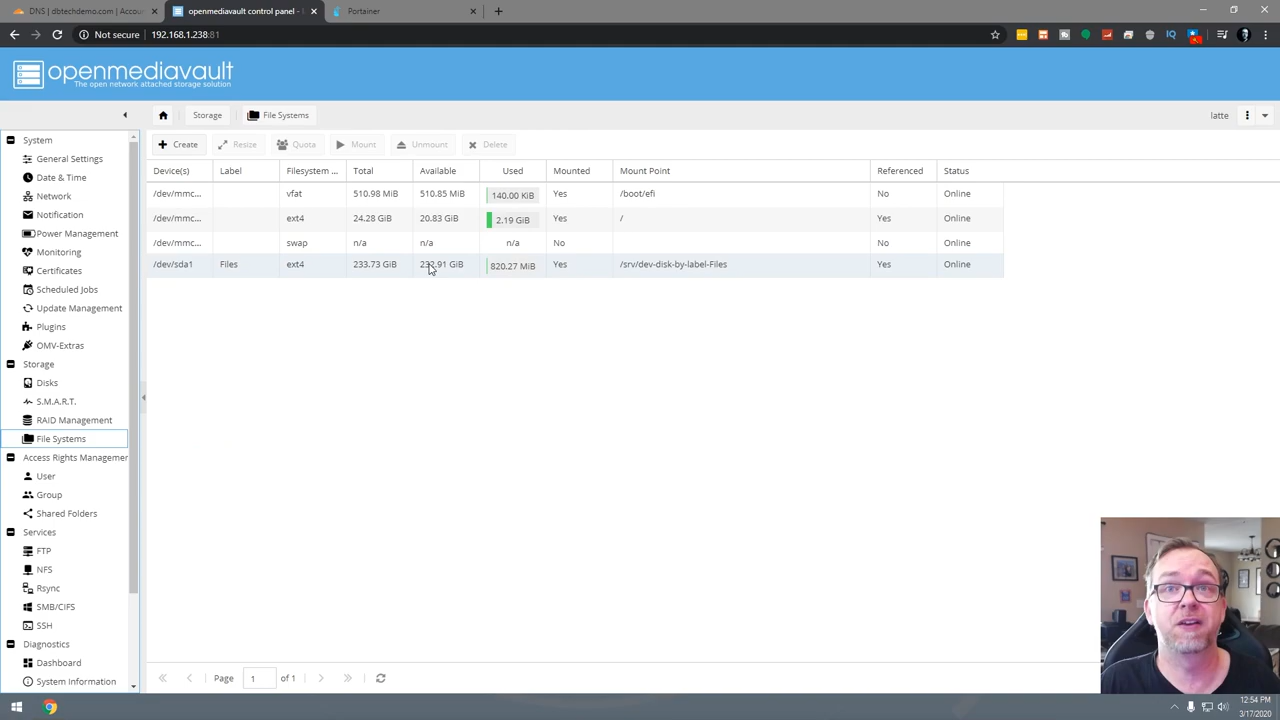 DNS | dbtechdemo.com | Accou
openmediavault control panel -
Portainer
Not secure | 192.168.1.238:81
openmediavault
The open network attached storage solution
Storage
File Systems
latte
Create
Resize
Quota
Mount
Unmount
Delete
Device(s) Label Filesystem ... Total Available Used Mounted Mount Point Referenced Status
/dev/mmc... vfat 510.98 MiB 510.85 MiB 140.00 KiB Yes /boot/efi No Online
/dev/mmc... ext4 24.28 GiB 20.83 GiB 2.19 GiB Yes / Yes Online
/dev/mmc... swap n/a n/a n/a No No Online
/dev/sda1 Files ext4 233.73 GiB 232.91 GiB 820.27 MiB Yes /srv/dev-disk-by-label-Files Yes Online
System
General Settings
Date & Time
Network
Notification
Power Management
Monitoring
Certificates
Scheduled Jobs
Update Management
Plugins
OMV-Extras
Storage
Disks
S.M.A.R.T.
RAID Management
File Systems
Access Rights Managemer
User
Group
Shared Folders
Services
FTP
NFS
Rsync
SMB/CIFS
SSH
Diagnostics
Dashboard
System Information
Page 1 of 1
12:54 PM
3/17/2020